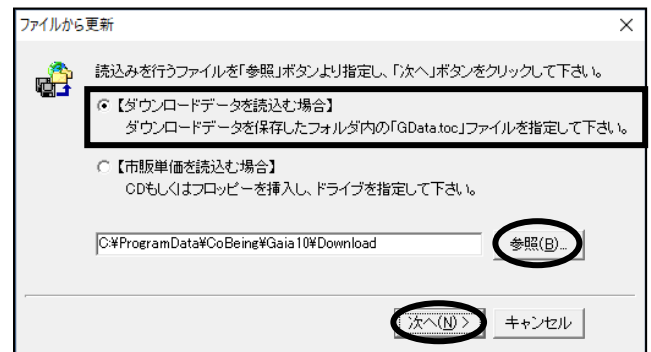 ファイルから更新
読込みを行うファイルを「参照」ボタンより指定し、「次へ」ボタンをクリックして下さい。
【ダウンロードデータを読込む場合】
ダウンロードデータを保存したフォルダ内の「GData.toc」ファイルを指定して下さい。
【市販単価を読込む場合】
CDもしくはフロッピーを挿入し、ドライブを指定して下さい。
C:¥ProgramData¥CoBeing¥Gaia10¥Download
参照(B)...
次へ(N) >
キャンセル